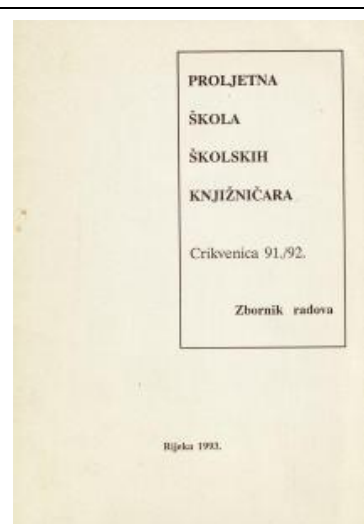 PROLJETNA
ŠKOLA
ŠKOLSKIH
KNJIŽNIČARA
Crikvenica 91./92.
Zbornik radova
Rijeka 1993.